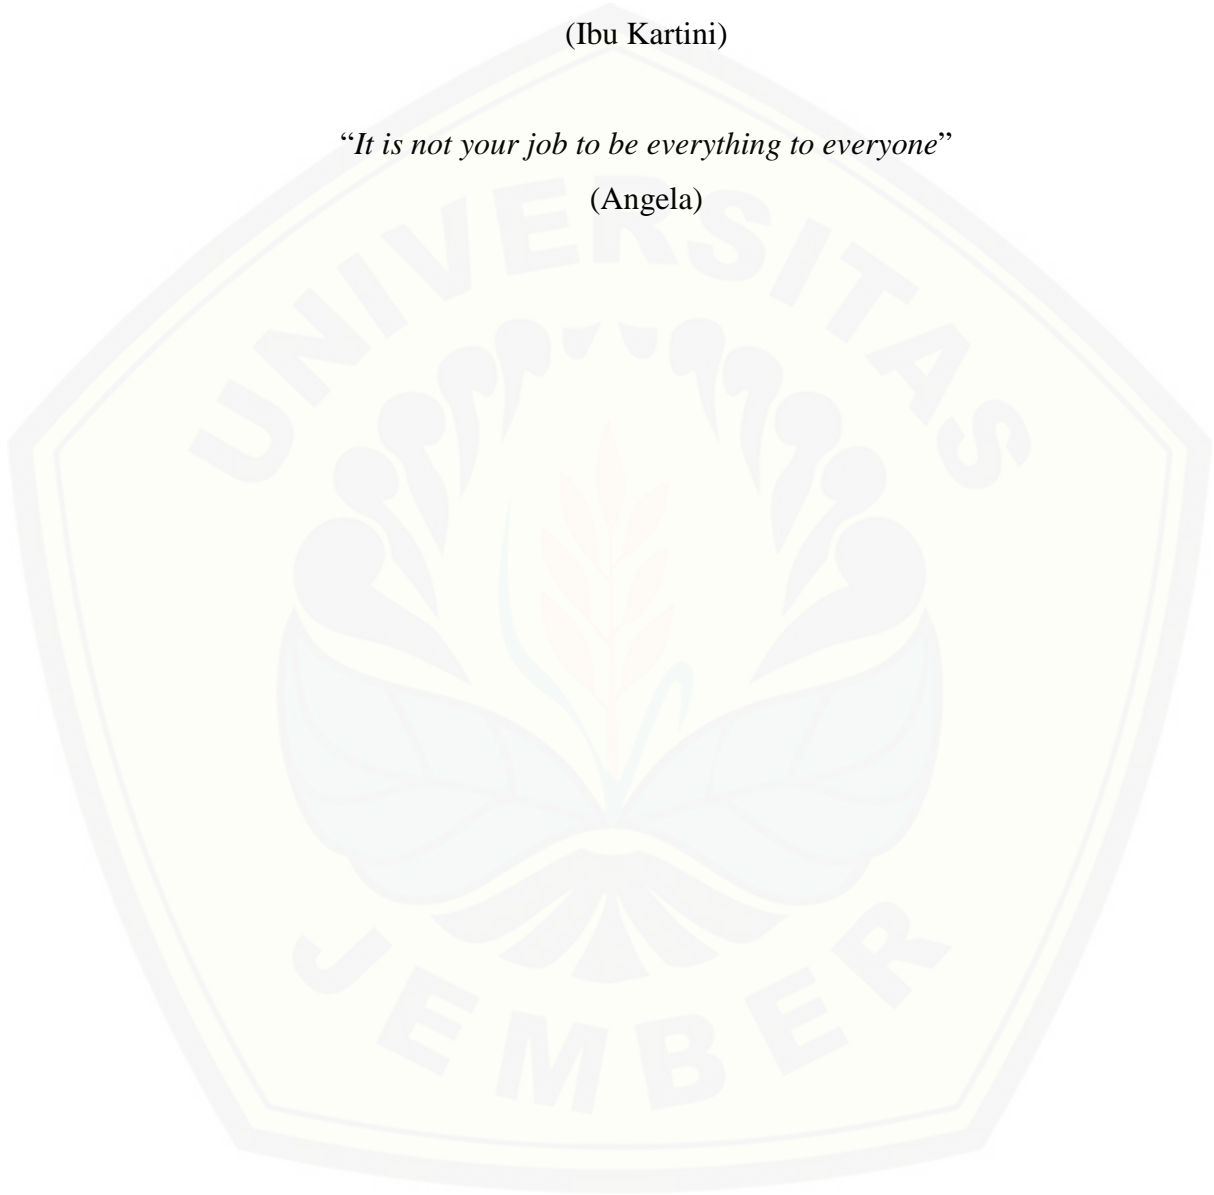 (Ibu Kartini)
“It is not your job to be everything to everyone”
(Angela)
UNIVERSITAS
JEMBER